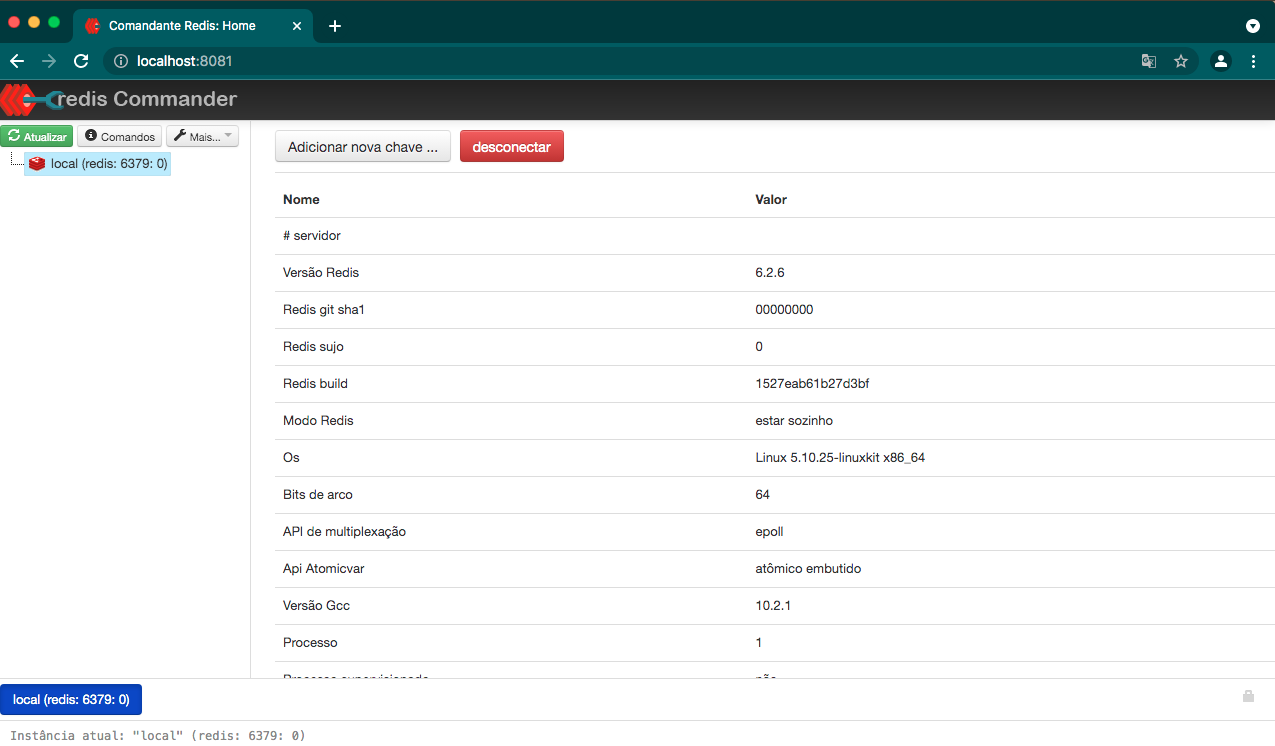 Comandante Redis: Home
localhost:8081
redis Commander
Atualizar Comandos Mais...
local (redis: 6379: 0)
Adicionar nova chave ... desconectar
Nome Valor
# servidor
Versão Redis 6.2.6
Redis git sha1 00000000
Redis sujo 0
Redis build 1527eab61b27d3bf
Modo Redis estar sozinho
Os Linux 5.10.25-linuxkit x86_64
Bits de arco 64
API de multiplexação epoll
Api Atomicvar atômico embutido
Versão Gcc 10.2.1
Processo 1
Processo supervisionado não
local (redis: 6379: 0)
Instância atual: "local" (redis: 6379: 0)